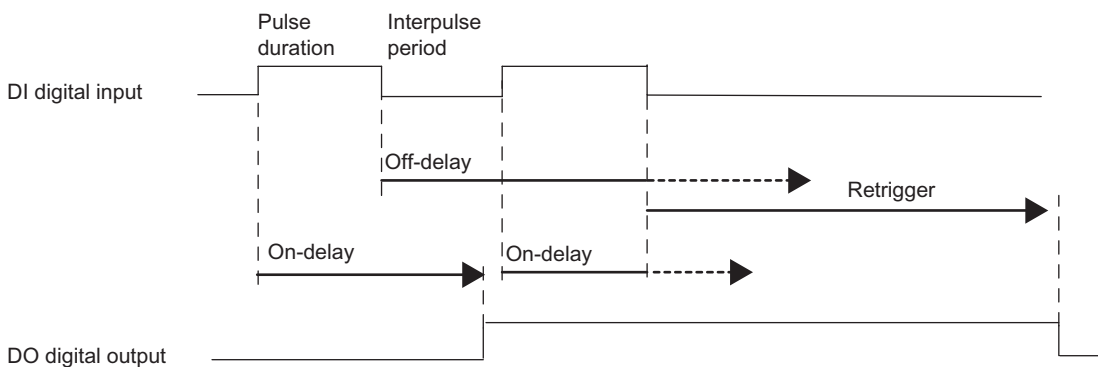 Pulse
duration
Interpulse
period
DI digital input
Off-delay
Retrigger
On-delay
On-delay
DO digital output